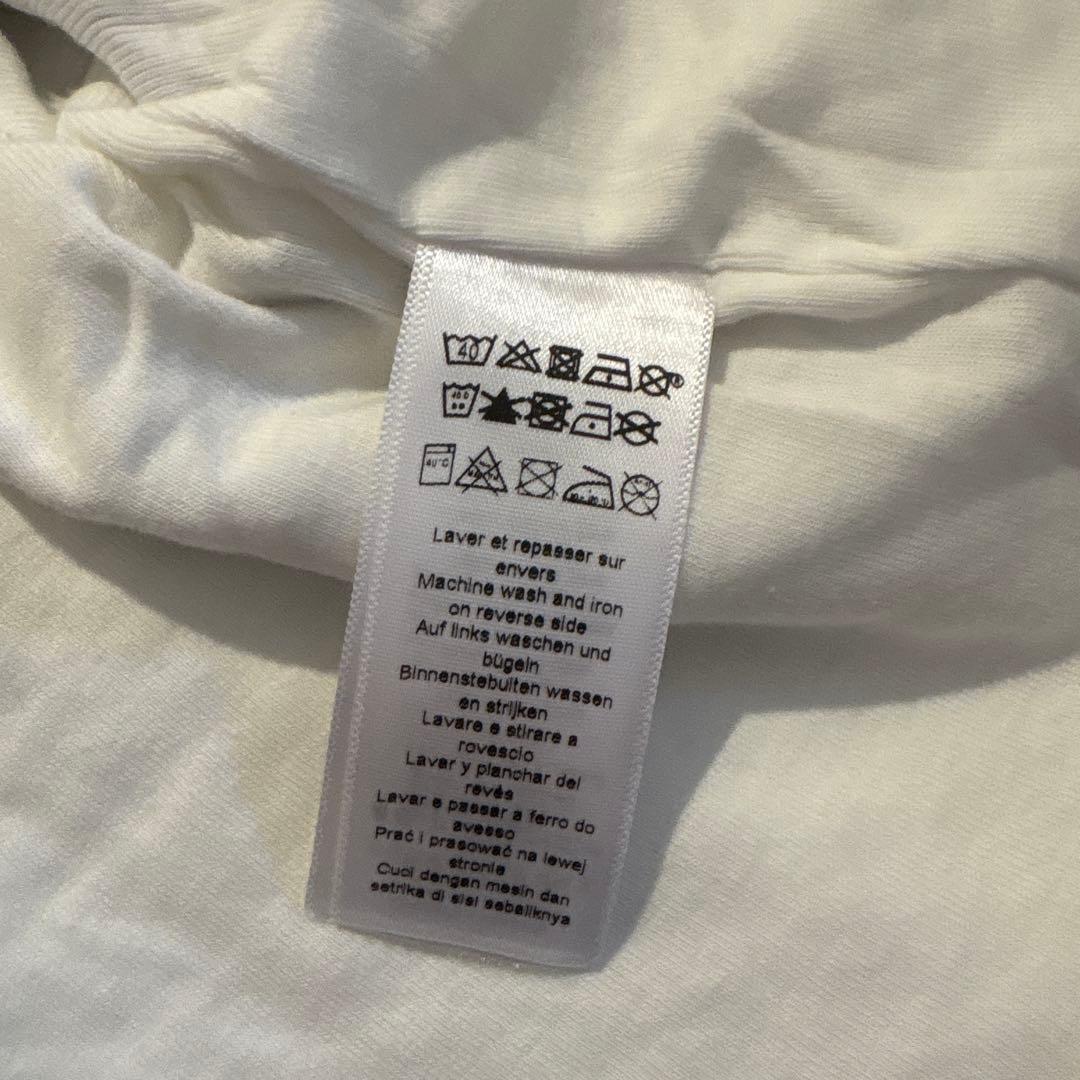 40
40°C
Laver et repasser sur
envers
Machine wash and iron
on reverse side
Auf links waschen und
bügeln
Binnenstebuiten wassen
en strijken
Lavare e stirare a
rovescio
Lavar y planchar del
revés
Lavar e passar a ferro do
avesso
Prać i prasować na lewej
stronie
Cuci dengan mesin dan
setrika di sisi sebaliknya